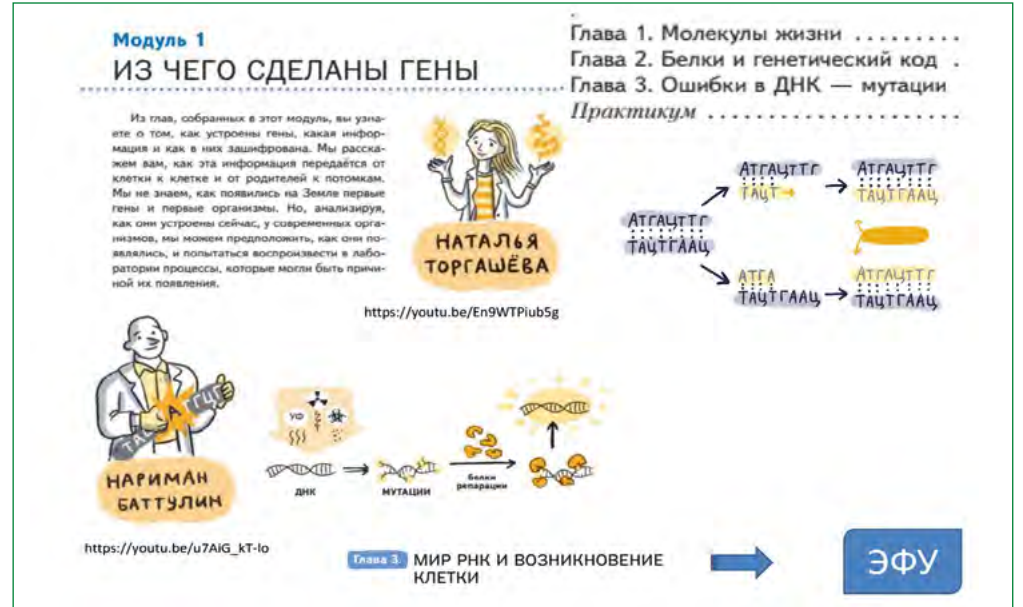 Модуль 1
ИЗ ЧЕГО СДЕЛАНЫ ГЕНЫ
Глава 1. Молекулы жизни . . . . . . . . .
Глава 2. Белки и генетический код .
Глава 3. Ошибки в ДНК — мутации
Практикум . . . . . . . . . . . . . . . . . . . . .
Из глав, собранных в этот модуль, вы узна-
ете о том, как устроены гены, какая инфор-
мация и как в них зашифрована. Мы расска-
жем вам, как эта информация передаётся от
клетки к клетке и от родителей к потомкам.
Мы не знаем, как появились на Земле первые
гены и первые организмы. Но, анализируя,
как они устроены сейчас, у современных орга-
низмов, мы можем предположить, как они по-
являлись, и попытаться воспроизвести в лабо-
ратории процессы, которые могли быть причи-
ной их появления.
НАТАЛЬЯ
ТОРГАШЁВА
https://youtu.be/En9WTPiub5g
АТГАЦТТГ
ТАЦТГААЦ
АТГАЦТТГ
ТАЦТ
АТГАЦТТГ
ТАЦТГААЦ
АТГА
ТАЦТГААЦ
АТГАЦТТГ
ТАЦТГААЦ
ТАЦ А ГЦГ
НАРИМАН
БАТТУЛИН
https://youtu.be/u7AiG_kT-lo
УФ
ДНК
МУТАЦИИ
белки
репарации
Глава 3. МИР РНК И ВОЗНИКНОВЕНИЕ
КЛЕТКИ
ЭФУ